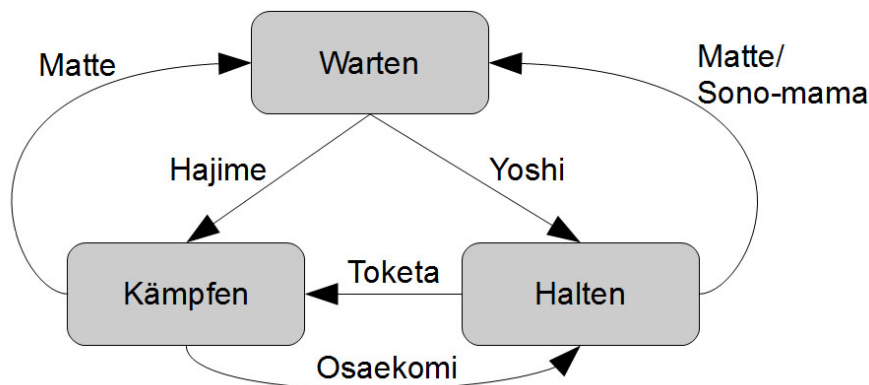 Warten
Matte
Matte/
Sono-mama
Hajime
Yoshi
Kämpfen
Toketa
Halten
Osaekomi